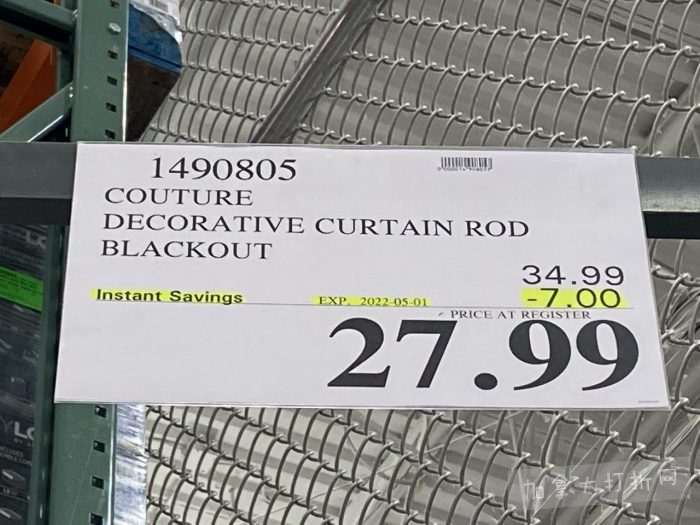 1490805
COUTURE
DECORATIVE CURTAIN ROD
BLACKOUT
34.99
Instant Savings EXP. 2022-05-01 -7.00
PRICE AT REGISTER
27.99
加拿大打折网